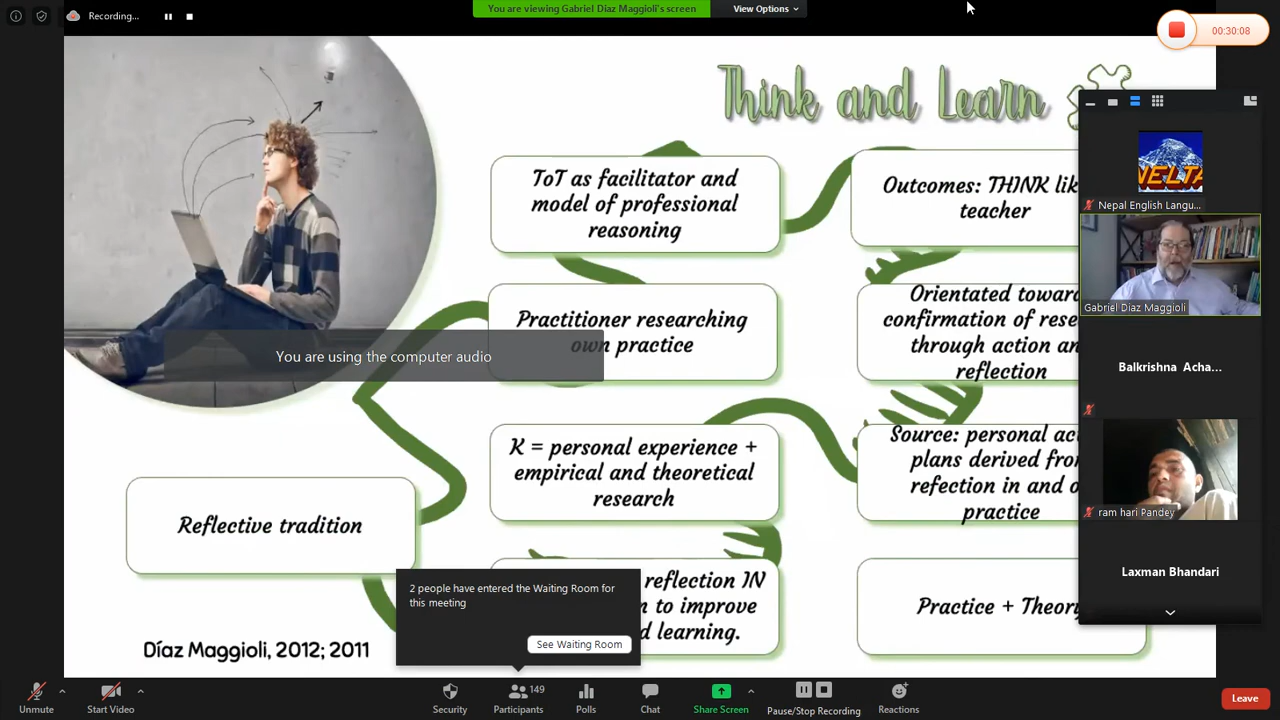 Recording...
You are viewing Gabriel Diaz Maggioli's screen
View Options
00:30:08
Think and Learn
ToT as facilitator and
model of professional
reasoning
Outcomes: THINK lik
teacher
Practitioner researching
own practice
Orientated towar
confirmation of rese
through action an
reflection
You are using the computer audio
K = personal experience +
empirical and theoretical
research
Source: personal ac
plans derived fro
refection in and o
practice
Reflective tradition
reflection IN
to improve
learning.
Practice + Theory
Díaz Maggioli, 2012; 2011
NELTA
Nepal English Langu...
Gabriel Diaz Maggioli
Balkrishna Acha...
ram hari Pandey
Laxman Bhandari
2 people have entered the Waiting Room for
this meeting
See Waiting Room
Unmute
Start Video
Security
149
Participants
Polls
Chat
Share Screen
Pause/Stop Recording
Reactions
Leave